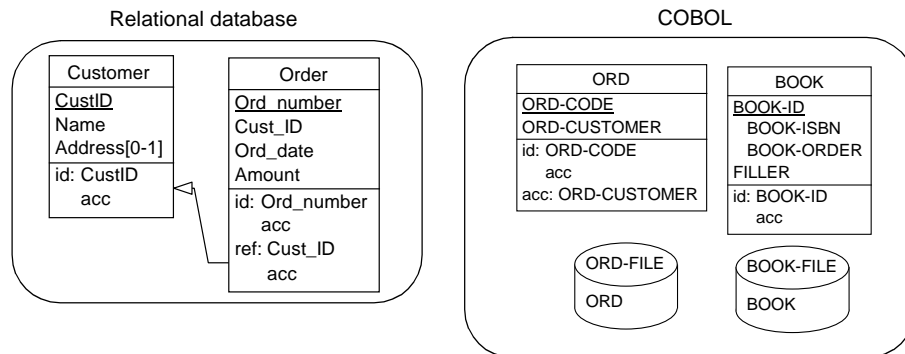 Relational database
Customer
CustID
Name
Address[0-1]
id: CustID
acc
Order
Ord_number
Cust_ID
Ord_date
Amount
id: Ord_number
acc
ref: Cust_ID
acc
COBOL
ORD
ORD-CODE
ORD-CUSTOMER
id: ORD-CODE
acc
acc: ORD-CUSTOMER
BOOK
BOOK-ID
BOOK-ISBN
BOOK-ORDER
FILLER
id: BOOK-ID
acc
ORD-FILE
ORD
BOOK-FILE
BOOK